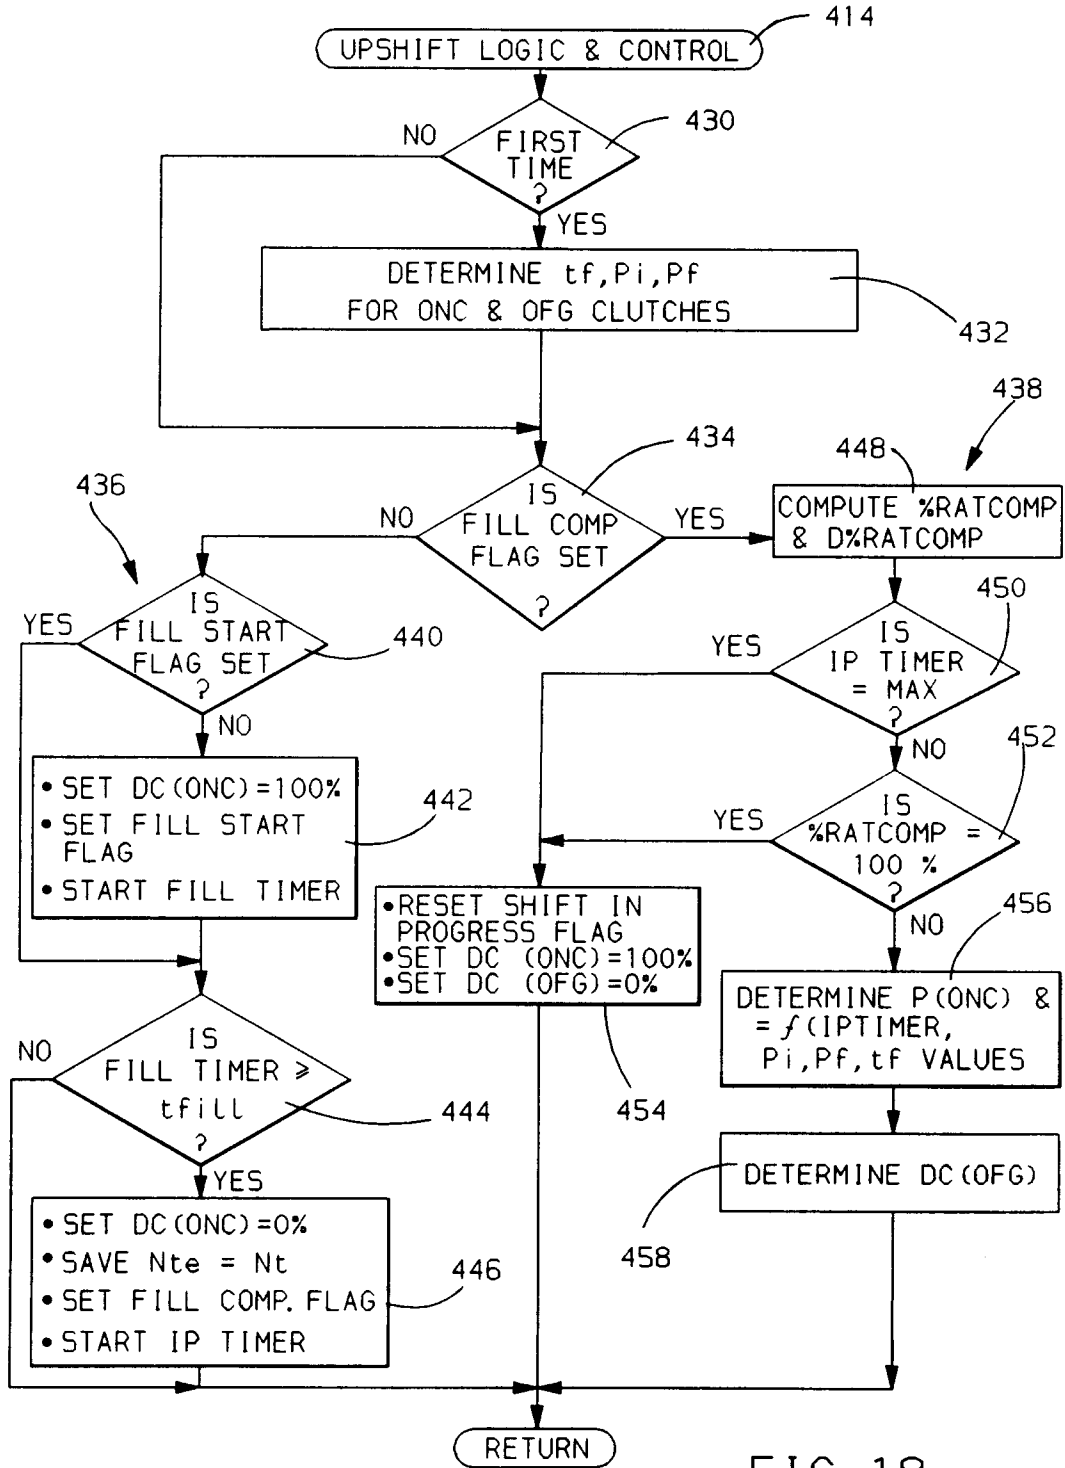 414
UPSHIFT LOGIC & CONTROL
430
NO
FIRST
TIME
?
YES
DETERMINE tf,Pi,Pf
FOR ONC & OFG CLUTCHES
432
438
434
448
436
IS
FILL COMP
FLAG SET
?
NO
YES
COMPUTE %RATCOMP
& D%RATCOMP
450
IS
FILL START
FLAG SET
?
YES
440
NO
YES
IS
IP TIMER
= MAX
?
NO
452
• SET DC(ONC)=100%
• SET FILL START
FLAG
• START FILL TIMER
442
YES
IS
%RATCOMP =
100 %
?
NO
456
• RESET SHIFT IN
PROGRESS FLAG
• SET DC (ONC)=100%
• SET DC (OFG)=0%
454
DETERMINE P(ONC) &
= f(IPTIMER,
Pi,Pf,tf VALUES
NO
IS
FILL TIMER ⩾
tfill
?
444
YES
DETERMINE DC(OFG)
458
• SET DC(ONC)=0%
• SAVE Nte = Nt
• SET FILL COMP. FLAG
• START IP TIMER
446
RETURN